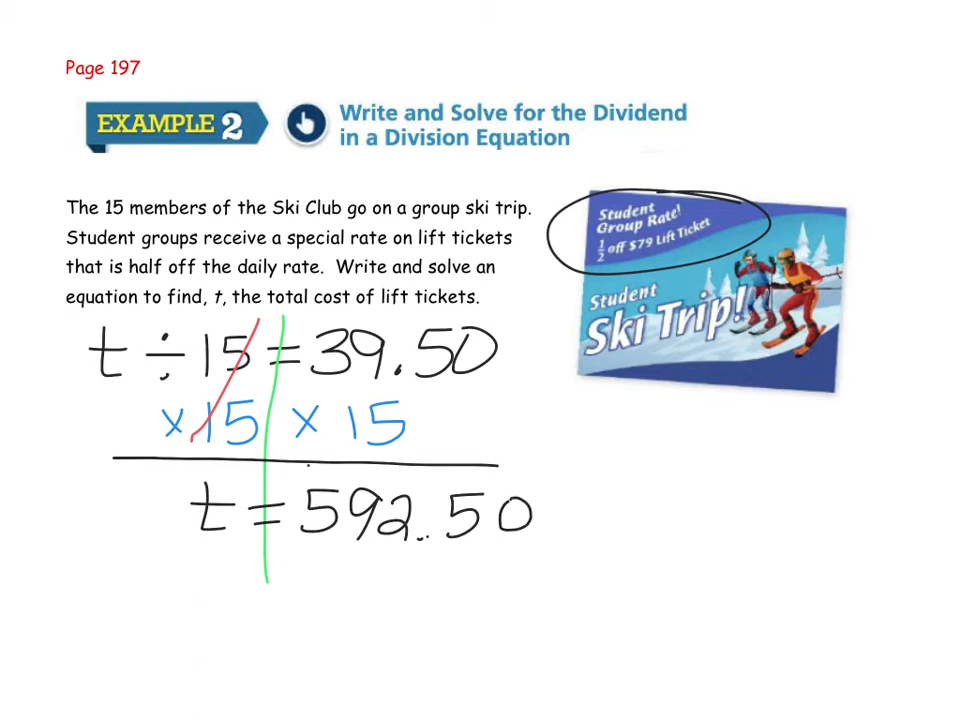 Page 197
EXAMPLE 2
Write and Solve for the Dividend
in a Division Equation
The 15 members of the Ski Club go on a group ski trip.
Student groups receive a special rate on lift tickets
that is half off the daily rate. Write and solve an
equation to find, t, the total cost of lift tickets.
Student
Group Rate!
1/2 off $79 Lift Ticket
Student
Ski Trip!
t ÷ 15 = 39.50
×15 × 15
t = 592.50